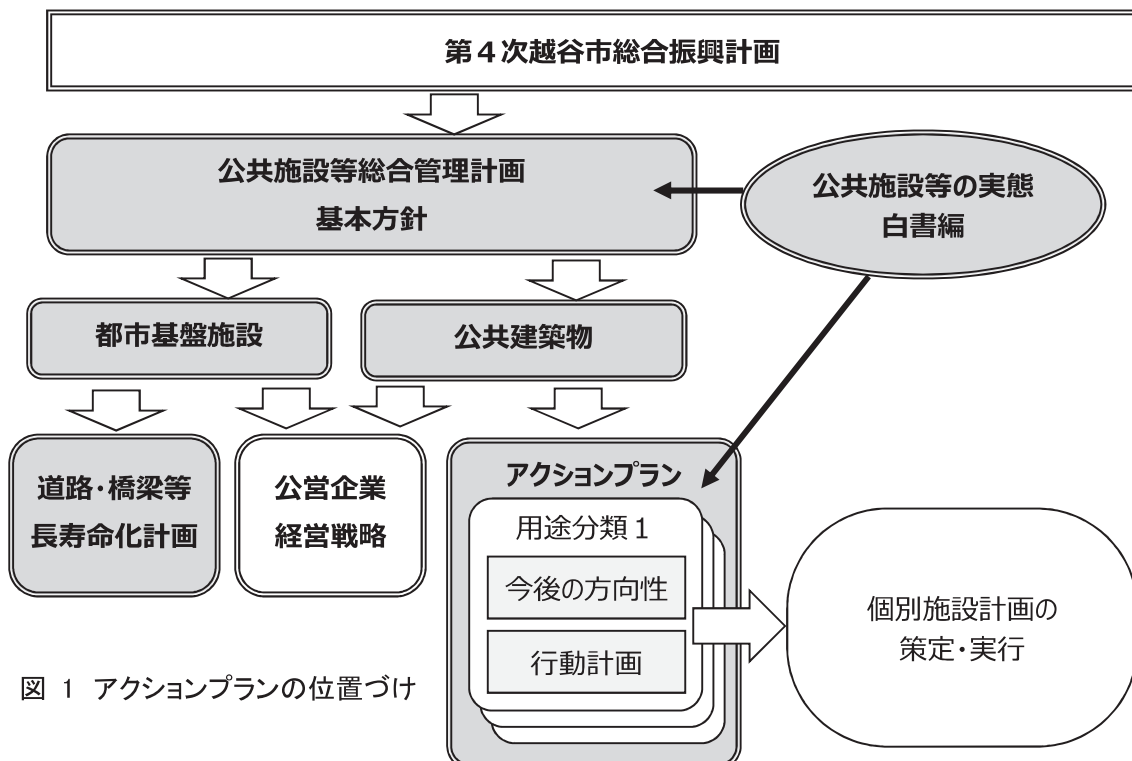 第４次越谷市総合振興計画
公共施設等総合管理計画
基本方針
公共施設等の実態
白書編
都市基盤施設
公共建築物
道路・橋梁等
長寿命化計画
公営企業
経営戦略
アクションプラン
用途分類１
今後の方向性
行動計画
個別施設計画の
策定・実行
図 1 アクションプランの位置づけ